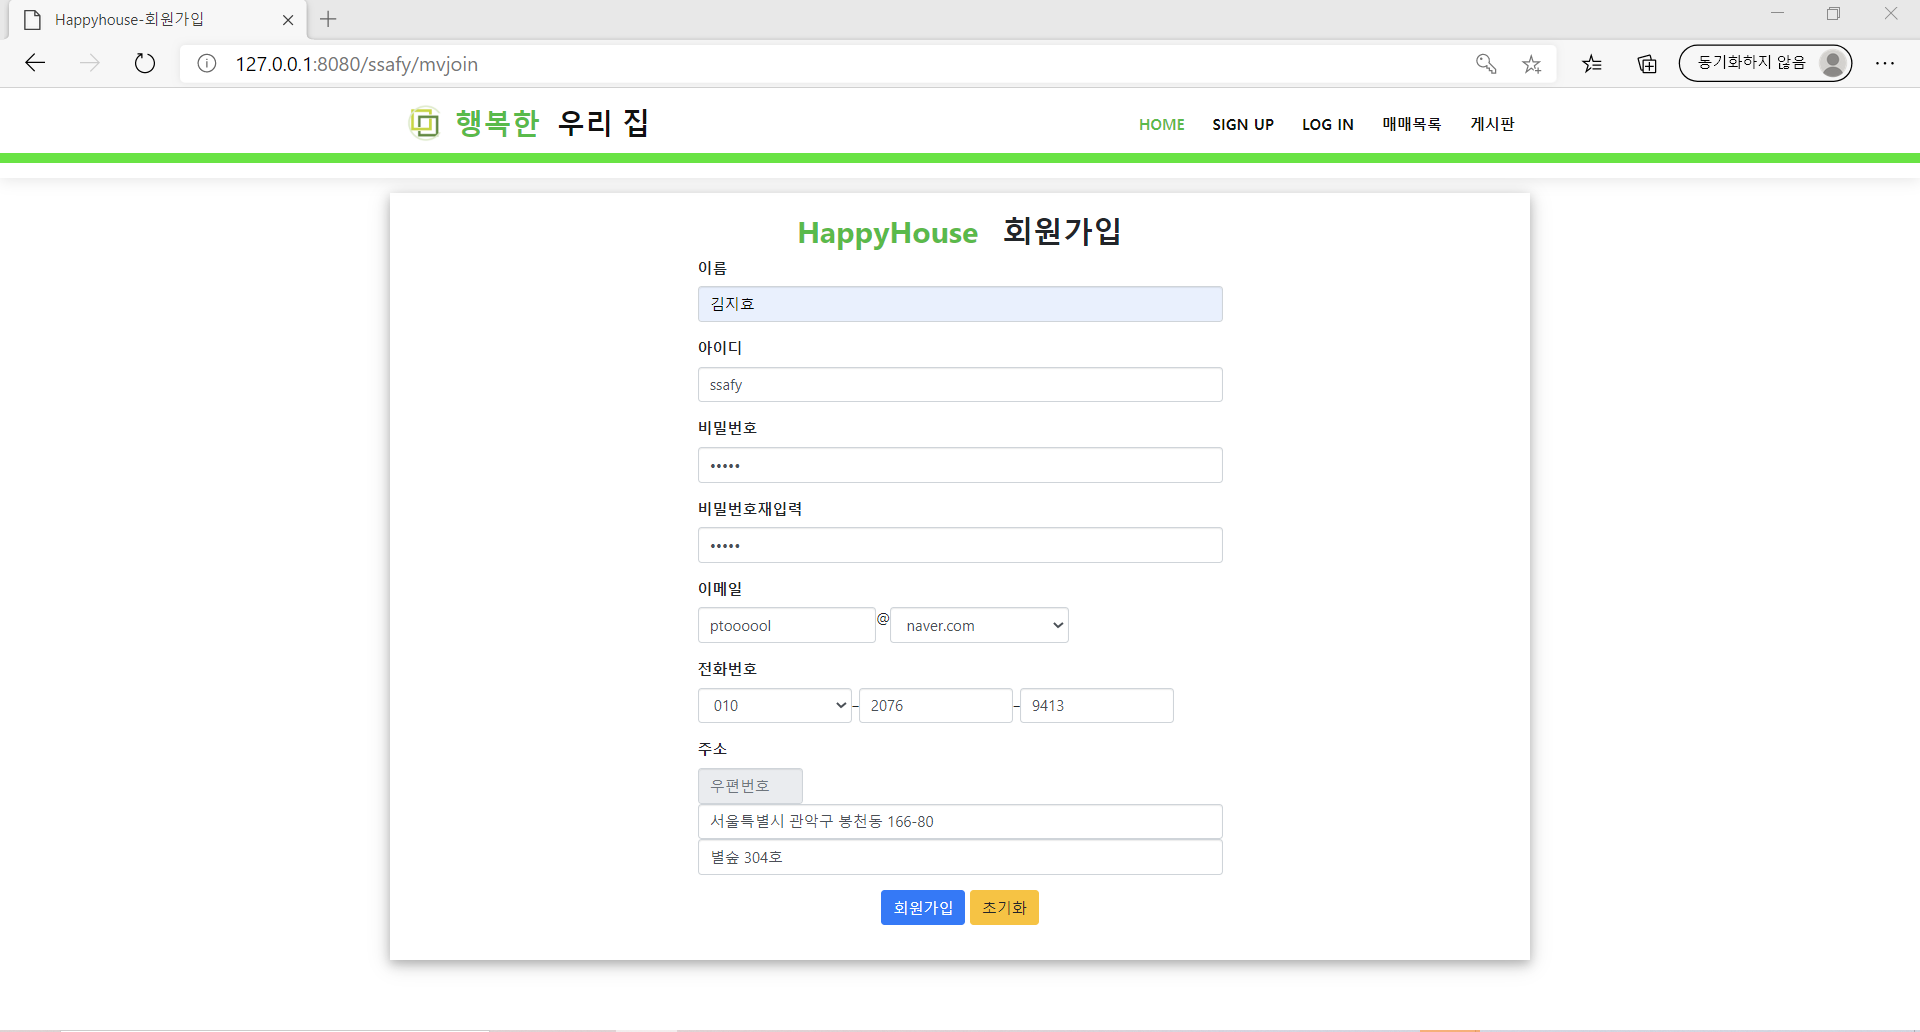 Happyhouse-회원가입
127.0.0.1:8080/ssafy/mvjoin
동기화하지 않음
행복한 우리 집
HOME SIGN UP LOG IN 매매목록 게시판
HappyHouse 회원가입
이름
김지효
아이디
ssafy
비밀번호
•••••
비밀번호재입력
•••••
이메일
ptoooool @ naver.com
전화번호
010 - 2076 - 9413
주소
우편번호
서울특별시 관악구 봉천동 166-80
별숲 304호
회원가입 초기화